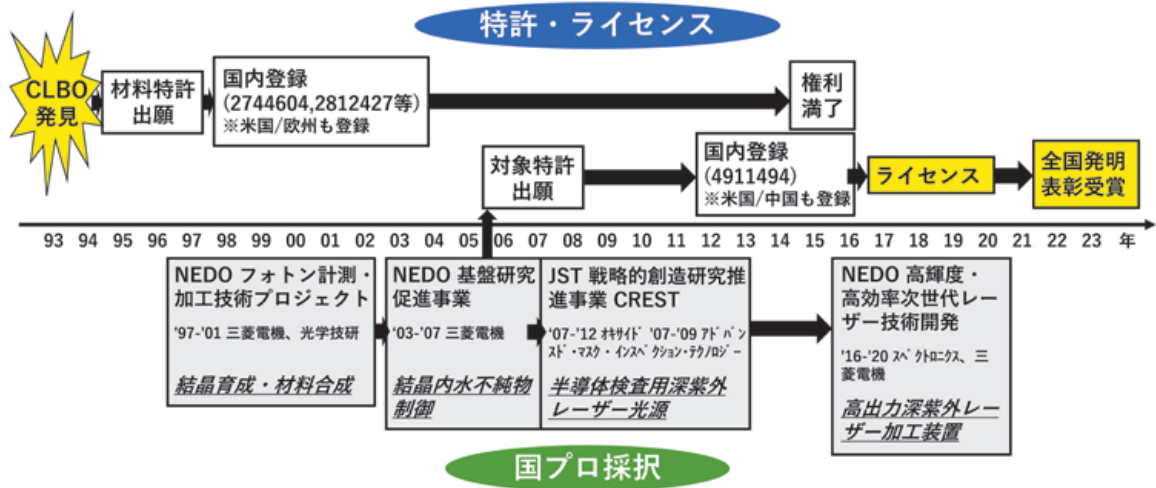 特許・ライセンス
CLBO
発見
材料特許
出願
国内登録
(2744604,2812427等)
※米国/欧州も登録
権利
満了
対象特許
出願
国内登録
(4911494)
※米国/中国も登録
ライセンス
全国発明
表彰受賞
93 94 95 96 97 98 99 00 01 02 03 04 05 06 07 08 09 10 11 12 13 14 15 16 17 18 19 20 21 22 23 年
NEDO フォトン計測・
加工技術プロジェクト
'97-'01 三菱電機、光学技研
結晶育成・材料合成
NEDO 基盤研究
促進事業
'03-'07 三菱電機
結晶内水不純物
制御
JST 戦略的創造研究推
進事業 CREST
'07-'12 ｵｷｻｲﾄﾞ '07-'09 ｱﾄﾞﾊﾞﾝ
ｽﾄﾞ・ﾏｽｸ・ｲﾝｽﾍﾟｸｼｮﾝ・ﾃｸﾉﾛｼﾞｰ
半導体検査用深紫外
レーザー光源
NEDO 高輝度・
高効率次世代レー
ザー技術開発
'16-'20 ｽﾍﾟｸﾄﾛﾆｸｽ、三
菱電機
高出力深紫外レー
ザー加工装置
国プロ採択